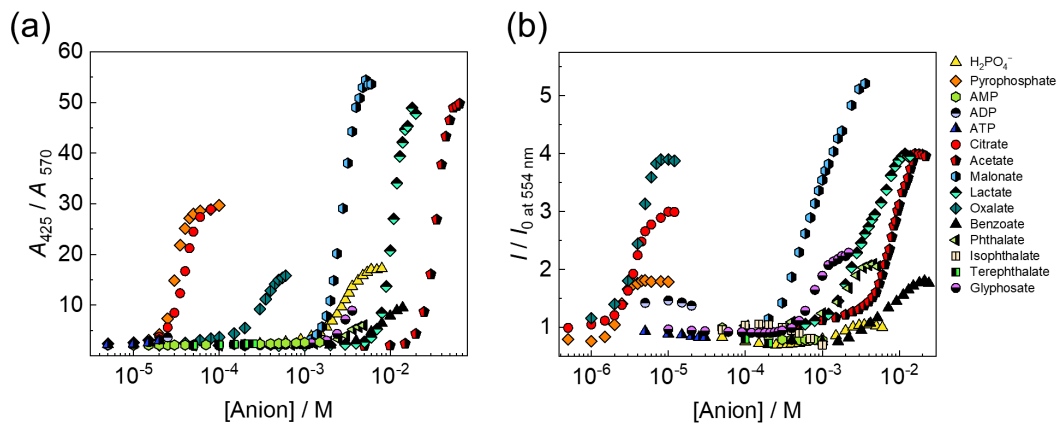 (a)
60
50
40
30
20
10
A425 / A 570
10⁻⁵
10⁻⁴
10⁻³
10⁻²
[Anion] / M
(b)
5
4
3
2
1
I / I0 at 554 nm
10⁻⁶
10⁻⁵
10⁻⁴
10⁻³
10⁻²
[Anion] / M
H₂PO₄⁻
Pyrophosphate
AMP
ADP
ATP
Citrate
Acetate
Malonate
Lactate
Oxalate
Benzoate
Phthalate
Isophthalate
Terephthalate
Glyphosate